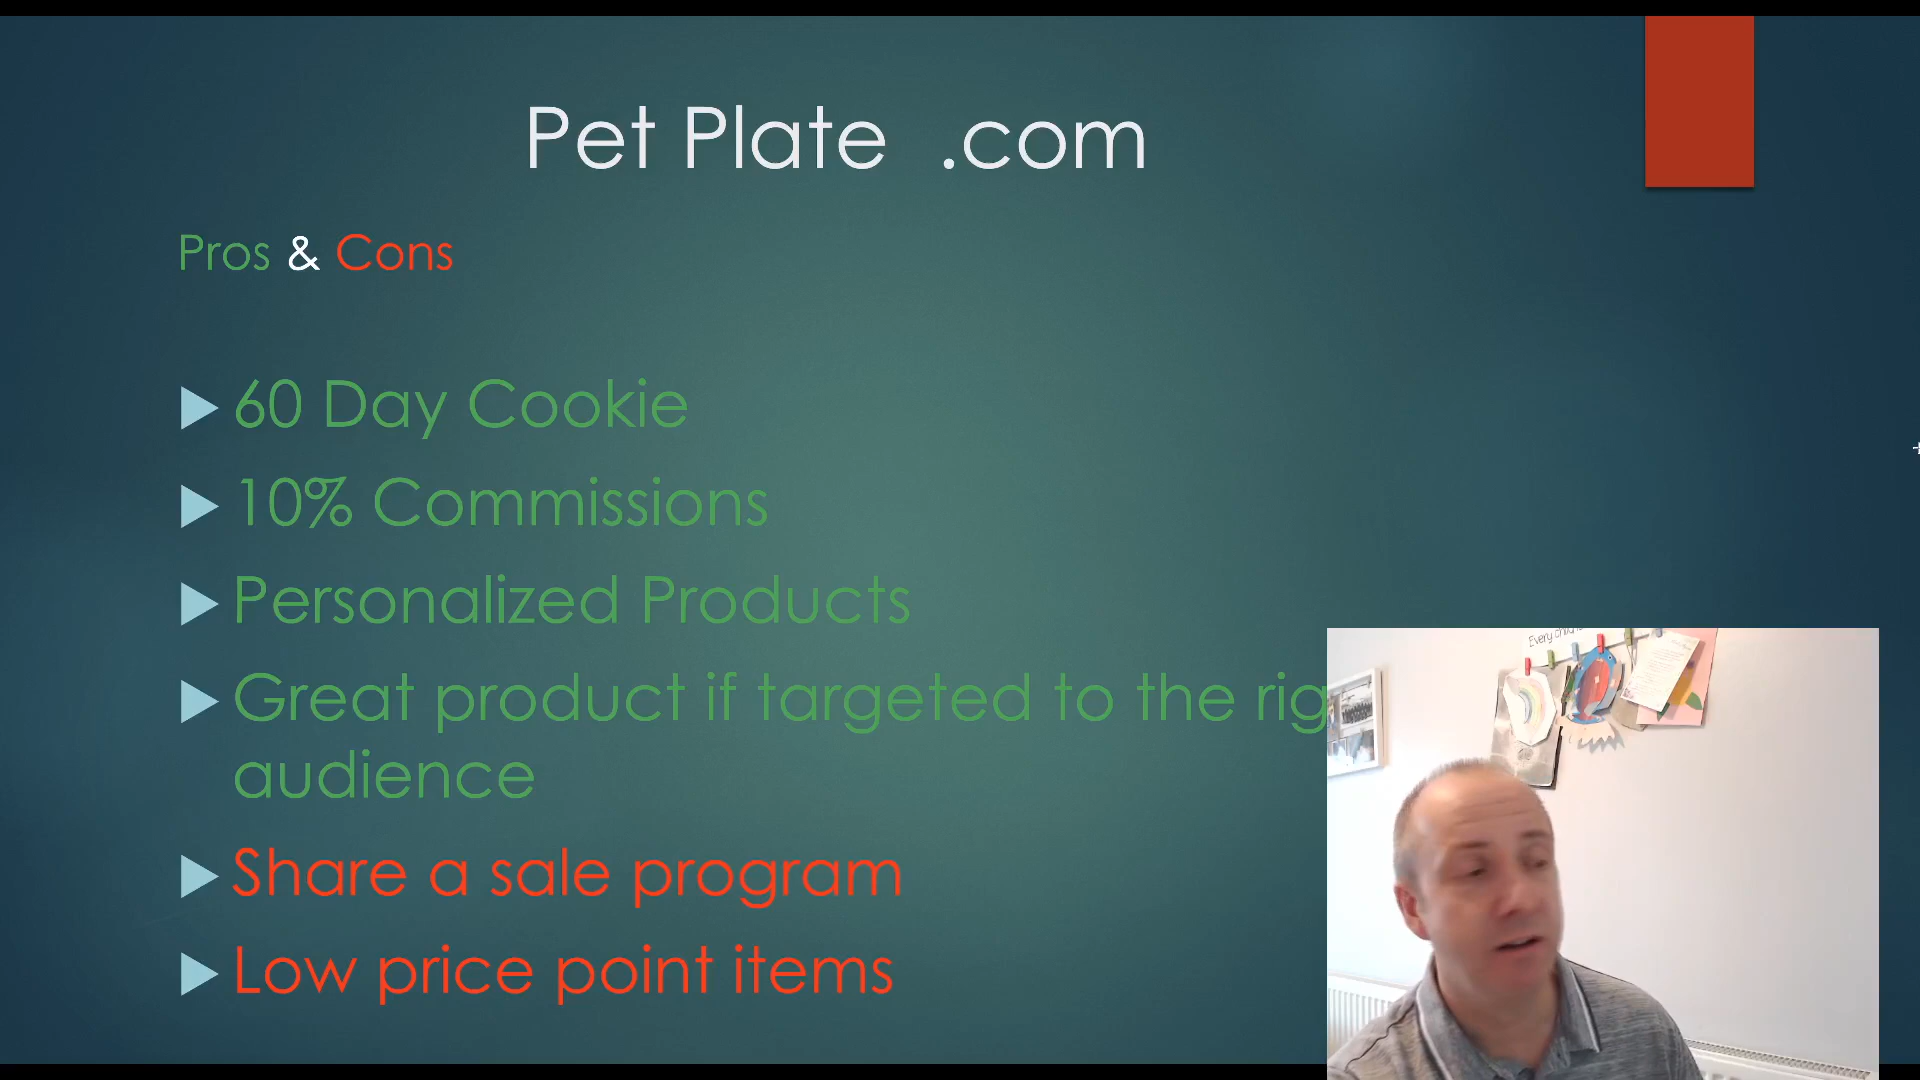 Pet Plate .com
Pros & Cons
60 Day Cookie
10% Commissions
Personalized Products
Great product if targeted to the
audience
Share a sale program
Low price point items
Every